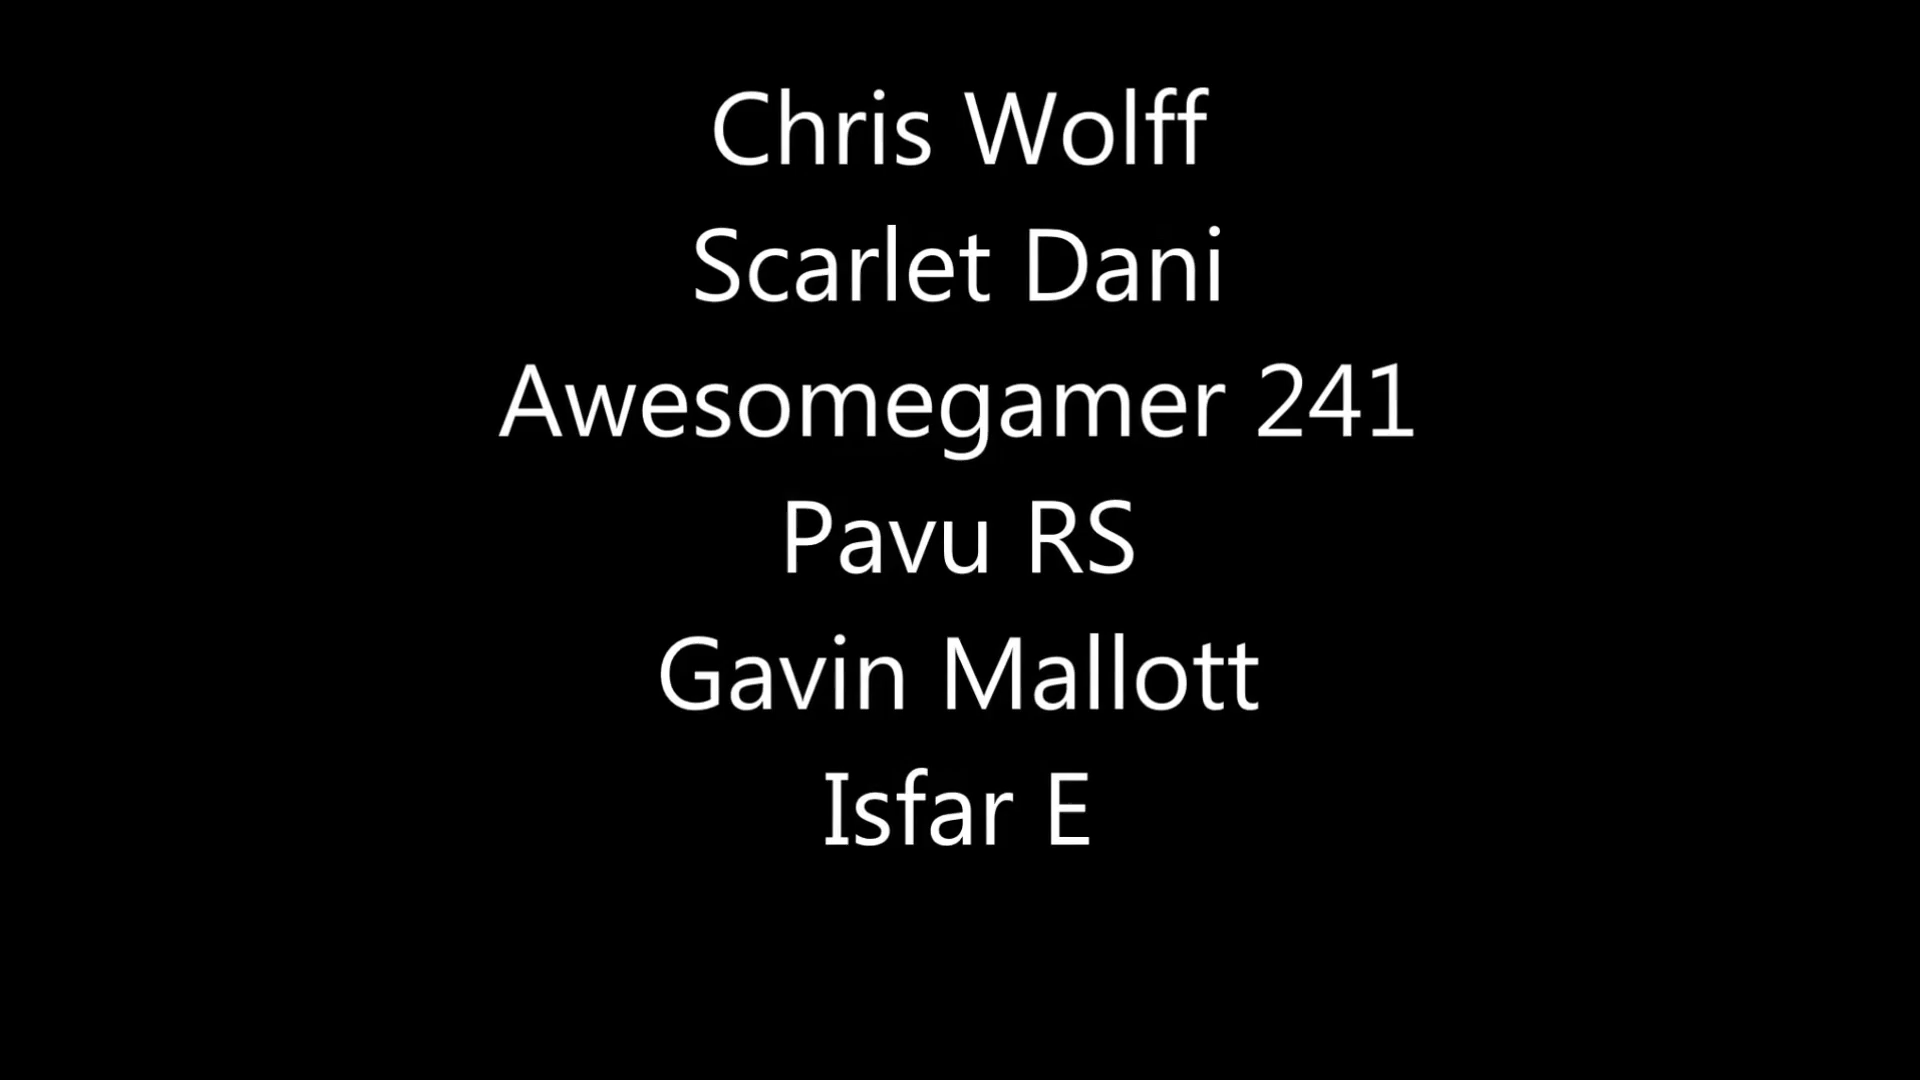 Chris Wolff
Scarlet Dani
Awesomegamer 241
Pavu RS
Gavin Mallott
Isfar E